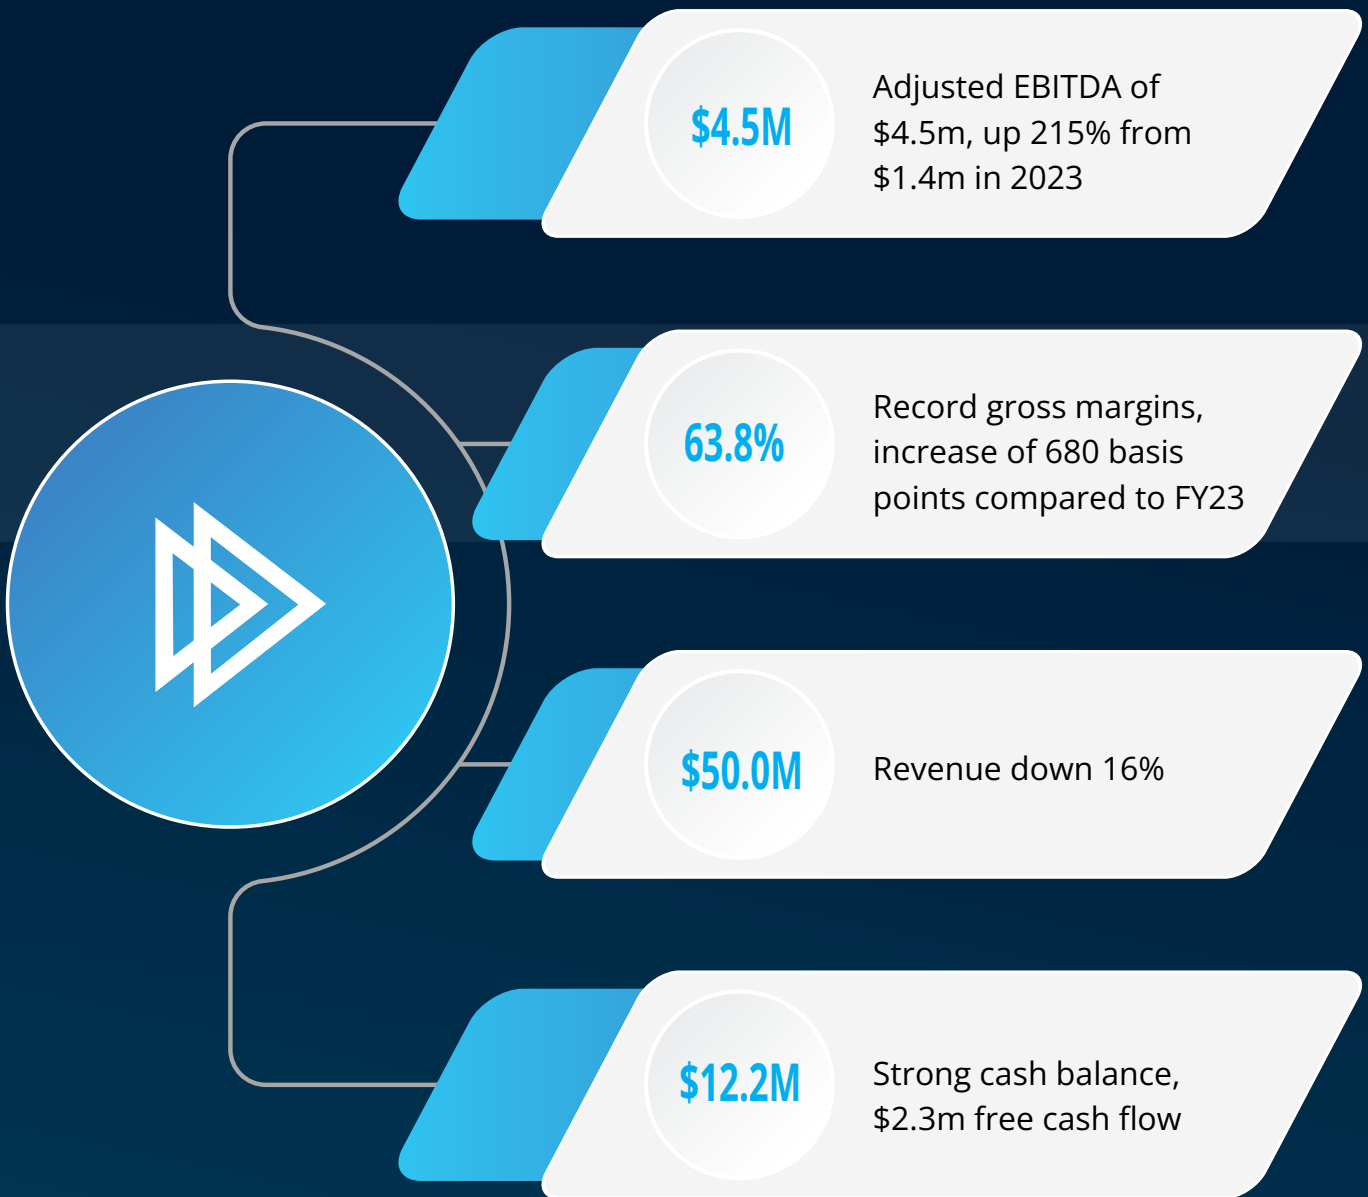 $4.5M
Adjusted EBITDA of
$4.5m, up 215% from
$1.4m in 2023
63.8%
Record gross margins,
increase of 680 basis
points compared to FY23
$50.0M
Revenue down 16%
$12.2M
Strong cash balance,
$2.3m free cash flow